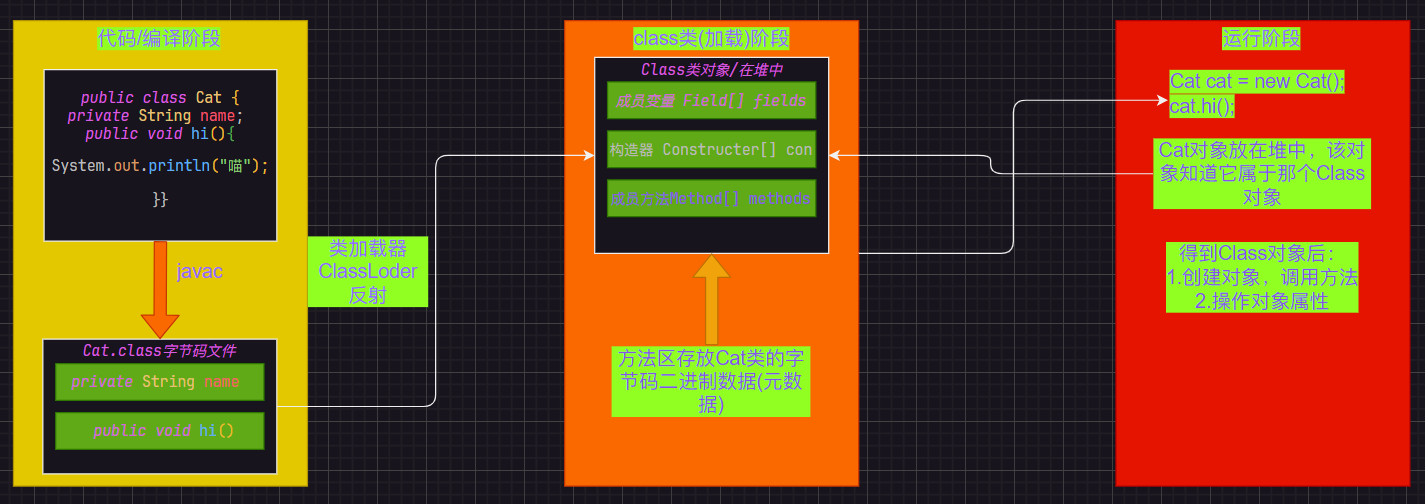 代码/编译阶段
public class Cat {
private String name;
public void hi(){
System.out.println("喵");
}}
javac
Cat.class字节码文件
private String name
public void hi()
类加载器
ClassLoder
反射
class类(加载)阶段
Class类对象/在堆中
成员变量 Field[] fields
构造器 Constructer[] con
成员方法Method[] mathods
方法区存放Cat类的字
节码二进制数据(元数
据)
运行阶段
Cat cat = new Cat();
cat.hi();
Cat对象放在堆中，该对
象知道它属于那个Class
对象
得到Class对象后：
1.创建对象，调用方法
2.操作对象属性